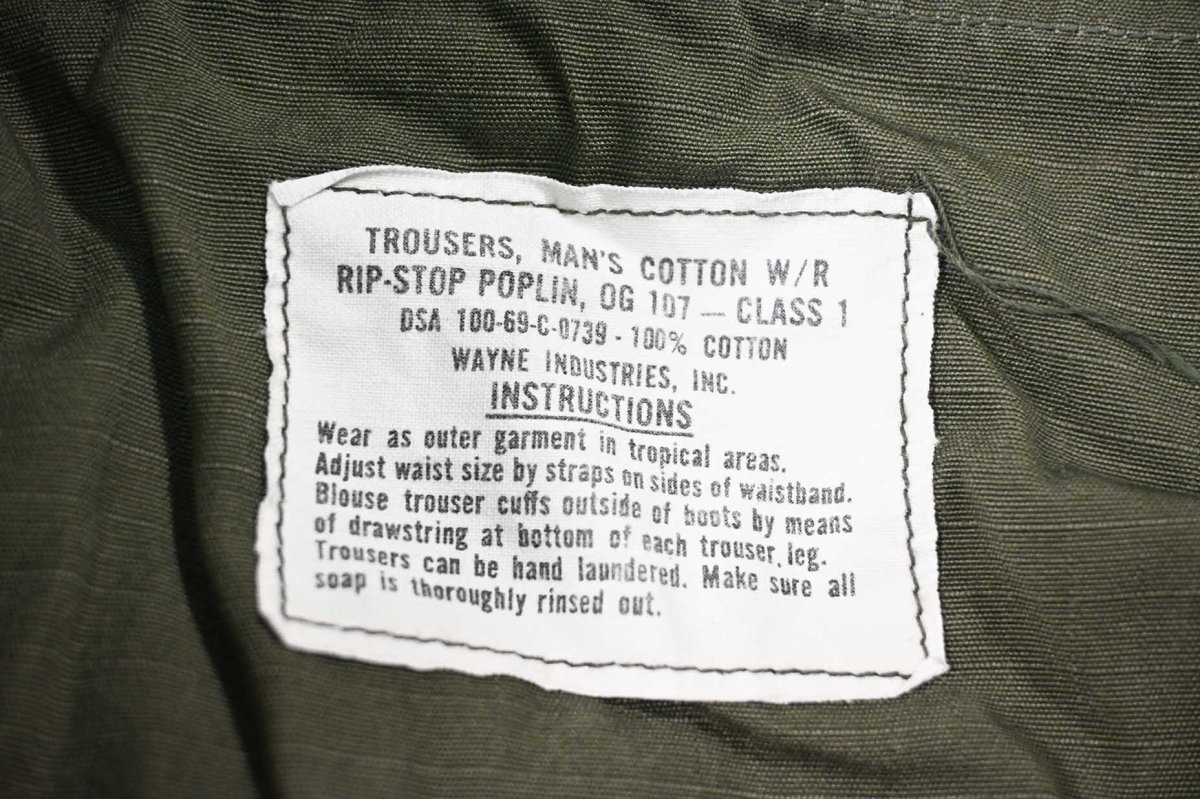 TROUSERS, MAN'S COTTON W/R
RIP-STOP POPLIN, OG 107 — CLASS 1
DSA 100-69-C-0739 - 100% COTTON
WAYNE INDUSTRIES, INC.
INSTRUCTIONS
Wear as outer garment in tropical areas.
Adjust waist size by straps on sides of waistband.
Blouse trouser cuffs outside of boots by means
of drawstring at bottom of each trouser leg.
Trousers can be hand laundered. Make sure all
soap is thoroughly rinsed out.